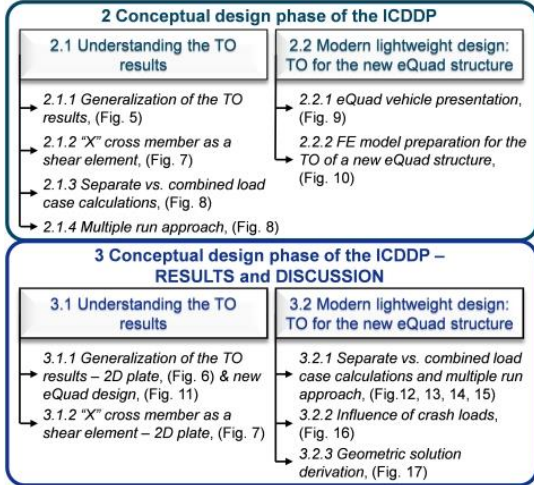 2 Conceptual design phase of the ICDDP
2.1 Understanding the TO
results
2.1.1 Generalization of the TO
results, (Fig. 5)
2.1.2 “X” cross member as a
shear element, (Fig. 7)
2.1.3 Separate vs. combined load
case calculations, (Fig. 8)
2.1.4 Multiple run approach, (Fig. 8)
2.2 Modern lightweight design:
TO for the new eQuad structure
2.2.1 eQuad vehicle presentation,
(Fig. 9)
2.2.2 FE model preparation for the
TO of a new eQuad structure,
(Fig. 10)
3 Conceptual design phase of the ICDDP –
RESULTS and DISCUSSION
3.1 Understanding the TO
results
3.1.1 Generalization of the TO
results – 2D plate, (Fig. 6) & new
eQuad design, (Fig. 11)
3.1.2 “X” cross member as a
shear element – 2D plate, (Fig. 7)
3.2 Modern lightweight design:
TO for the new eQuad structure
3.2.1 Separate vs. combined load
case calculations and multiple run
approach, (Fig.12, 13, 14, 15)
3.2.2 Influence of crash loads,
(Fig. 16)
3.2.3 Geometric solution
derivation, (Fig. 17)